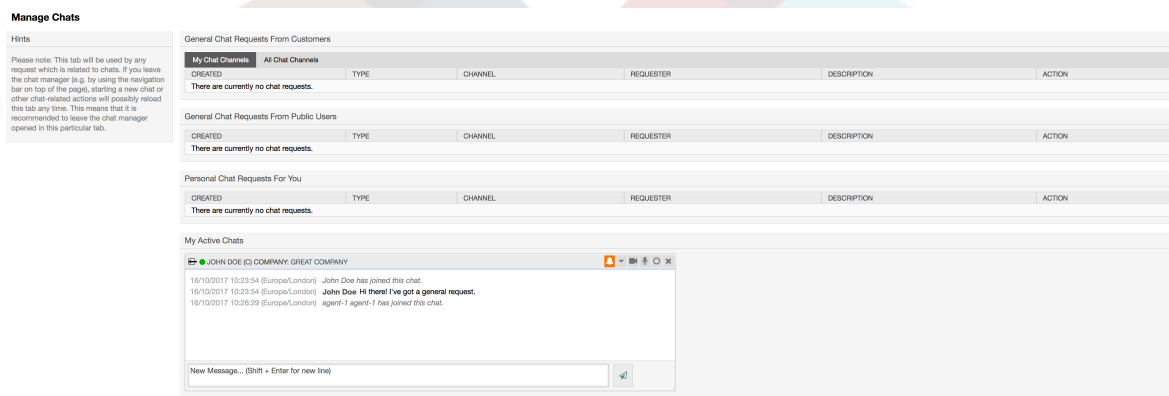 Manage Chats
Hints
Please note: This tab will be used by any
request which is related to chats. If you leave
the chat manager (e.g. by using the navigation
bar on top of the page), starting a new chat or
other chat-related actions will possibly reload
this tab any time. This means that it is
recommended to leave the chat manager
opened in this particular tab.
General Chat Requests From Customers
My Chat Channels All Chat Channels
CREATED TYPE CHANNEL REQUESTER DESCRIPTION ACTION
There are currently no chat requests.
General Chat Requests From Public Users
CREATED TYPE CHANNEL REQUESTER DESCRIPTION ACTION
There are currently no chat requests.
Personal Chat Requests For You
CREATED TYPE CHANNEL REQUESTER DESCRIPTION ACTION
There are currently no chat requests.
My Active Chats
JOHN DOE (C) COMPANY: GREAT COMPANY
16/10/2017 10:23:54 (Europe/London) John Doe has joined this chat.
16/10/2017 10:23:54 (Europe/London) John Doe Hi there! I've got a general request.
16/10/2017 10:26:29 (Europe/London) agent-1 agent-1 has joined this chat.
New Message... (Shift + Enter for new line)